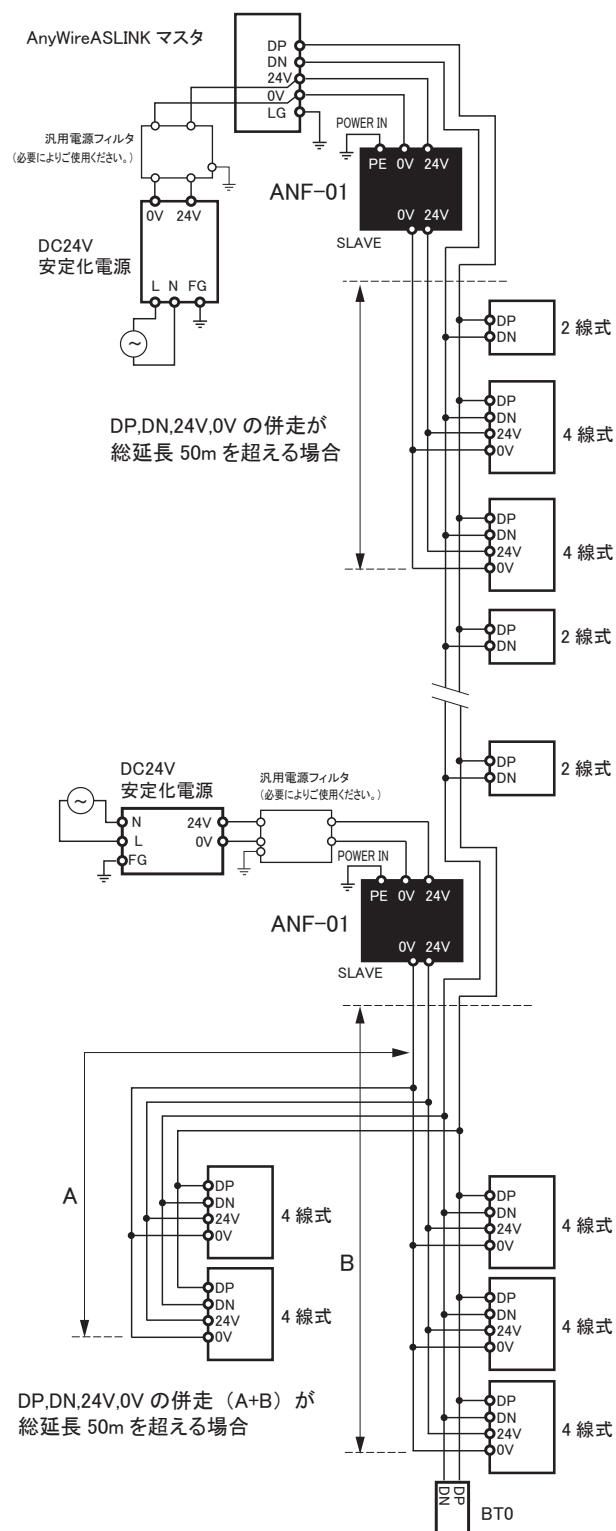 AnyWireASLINK マスタ
DP
DN
24V
0V
LG
汎用電源フィルタ
(必要によりご使用ください。)
0V 24V
DC24V
安定化電源
L N FG
POWER IN
PE 0V 24V
ANF-01
0V 24V
SLAVE
DP
DN
2 線式
DP,DN,24V,0V の併走が
総延長 50m を超える場合
DP
DN
24V
0V
4 線式
DP
DN
24V
0V
4 線式
DP
DN
2 線式
DP
DN
2 線式
DC24V
安定化電源
N
L
FG
24V
0V
汎用電源フィルタ
(必要によりご使用ください。)
POWER IN
PE 0V 24V
ANF-01
0V 24V
SLAVE
A
B
DP
DN
24V
0V
4 線式
DP
DN
24V
0V
4 線式
DP
DN
24V
0V
4 線式
DP
DN
24V
0V
4 線式
DP
DN
24V
0V
4 線式
DP,DN,24V,0V の併走（A+B）が
総延長 50m を超える場合
DP
DN
BT0